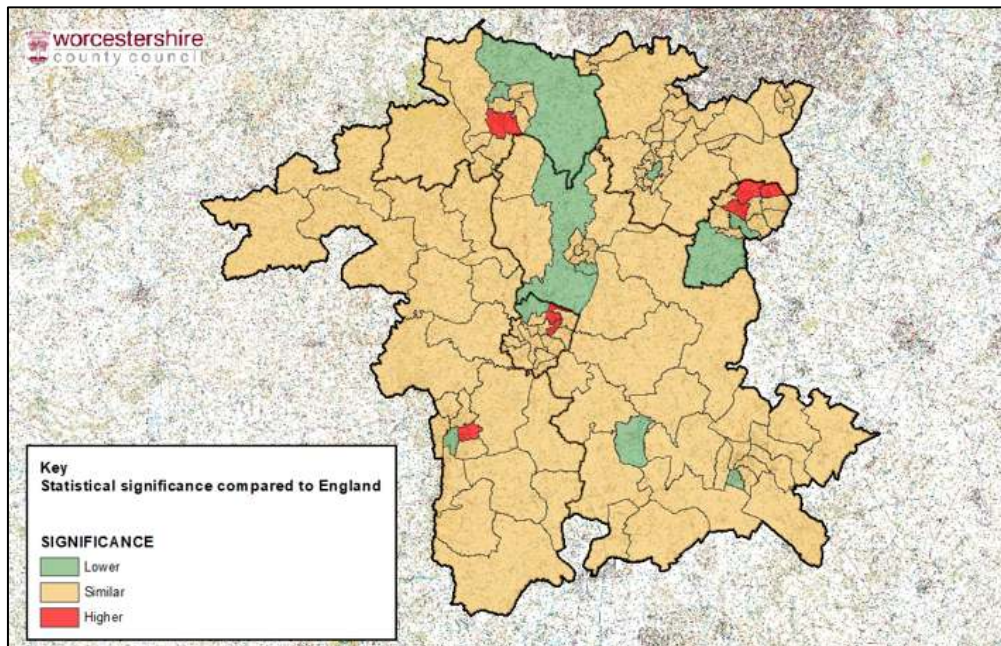 worcestershire
county council
Key
Statistical significance compared to England
SIGNIFICANCE
Lower
Similar
Higher